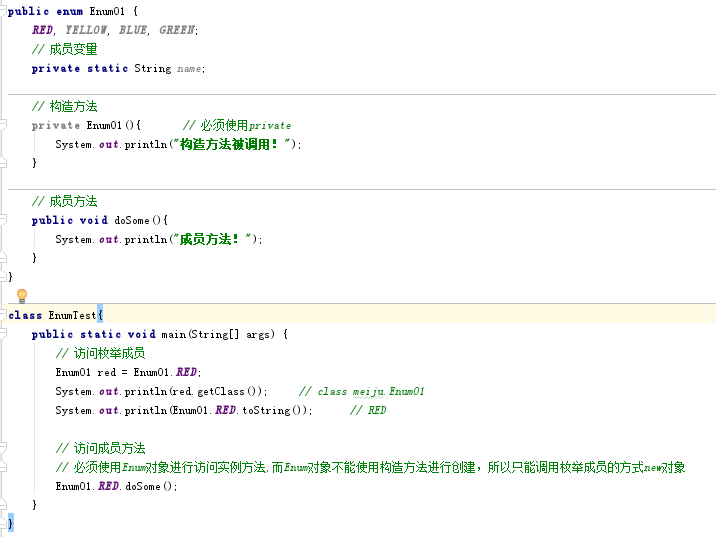 public enum Enum01 {
RED, YELLOW, BLUE, GREEN;
// 成员变量
private static String name;
// 构造方法
private Enum01(){ // 必须使用private
System.out.println("构造方法被调用！");
}
// 成员方法
public void doSome(){
System.out.println("成员方法！");
}
}
class EnumTest{
public static void main(String[] args) {
// 访问枚举成员
Enum01 red = Enum01.RED;
System.out.println(red.getClass()); // class meiju.Enum01
System.out.println(Enum01.RED.toString()); // RED
// 访问成员方法
// 必须使用Enum对象进行访问实例方法,而Enum对象不能使用构造方法进行创建，所以只能调用枚举成员的方式new对象
Enum01.RED.doSome();
}
}